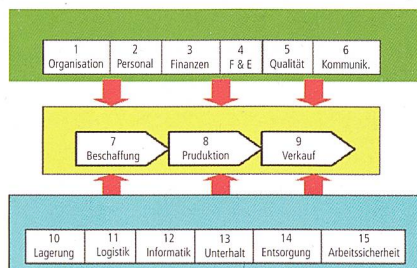 1 2 3 4 5 6
Organisation Personal Finanzen F & E Qualität Kommunik.
7 8 9
Beschaffung Pruduktion Verkauf
10 11 12 13 14 15
Lagerung Logistik Informatik Unterhalt Entsorgung Arbeitssicherheit